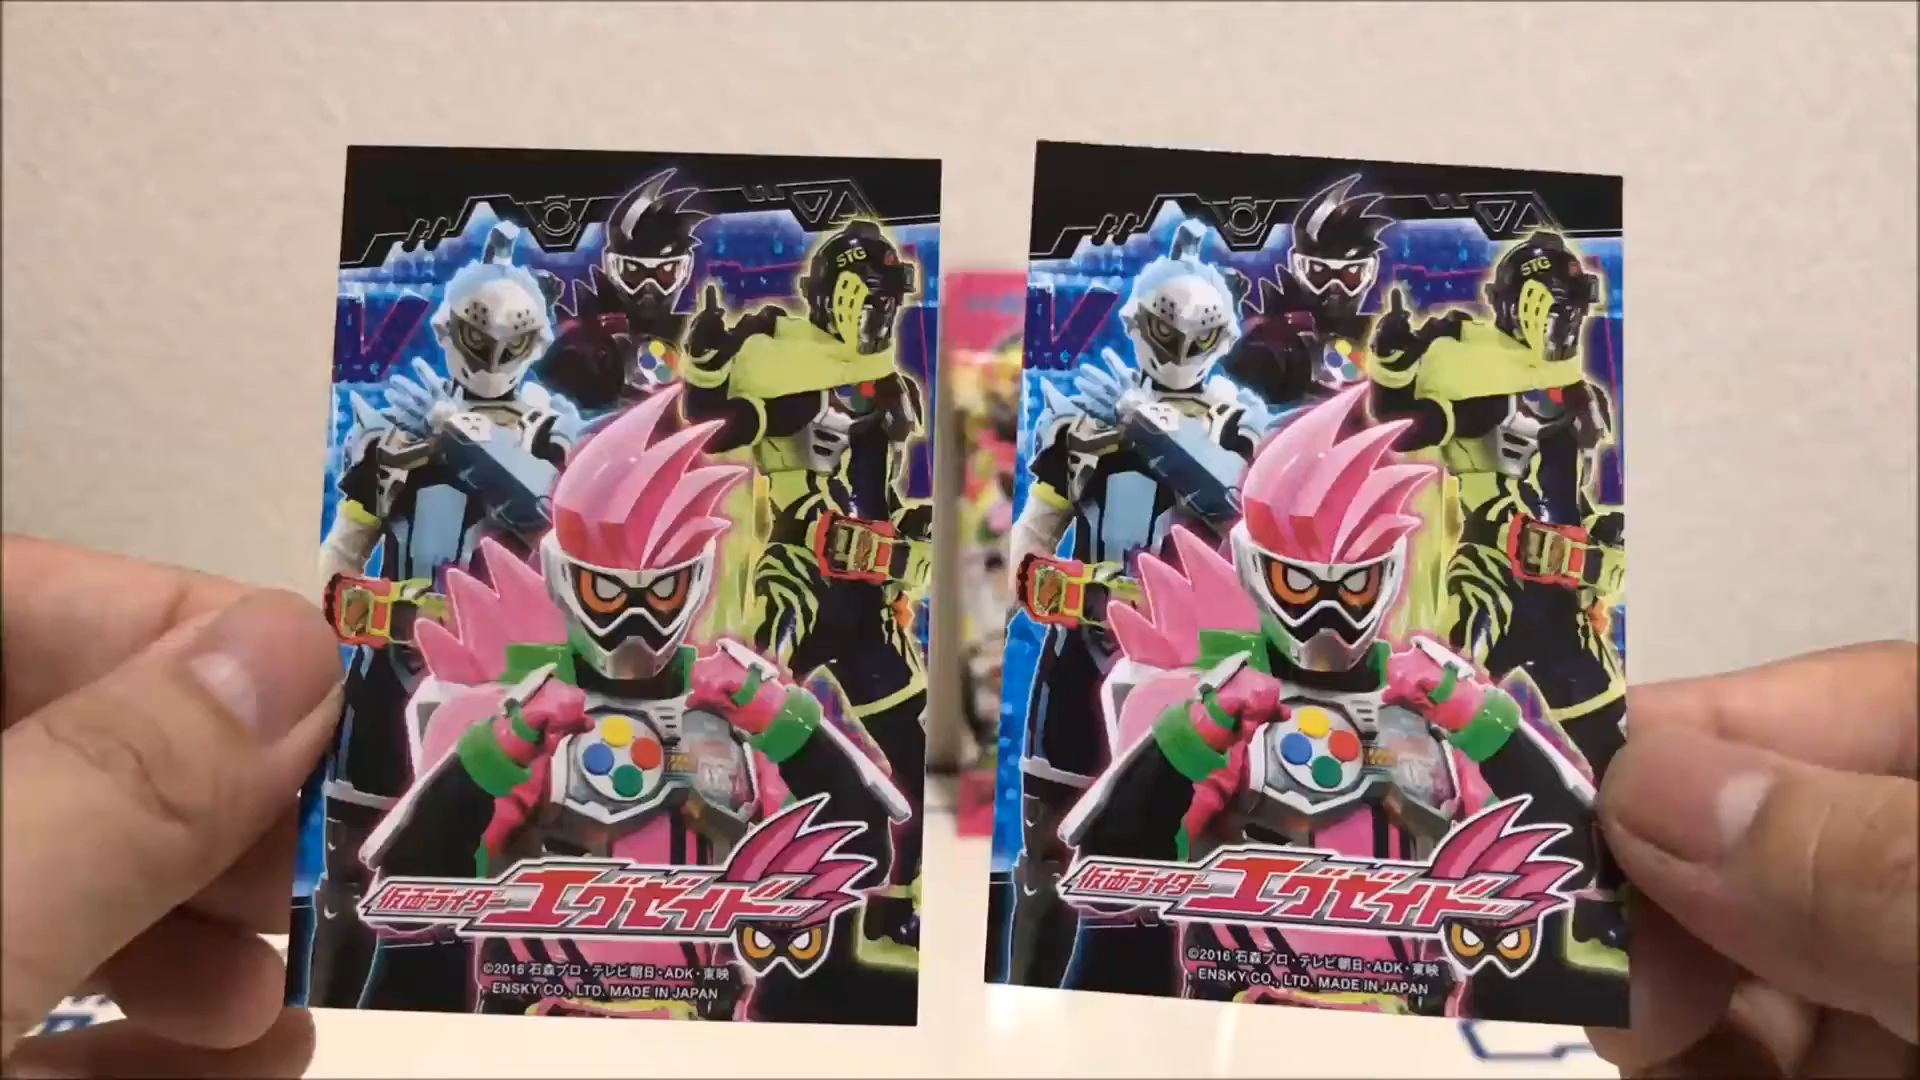 STG
仮面ライダー エグゼイド
©2016 石森プロ・テレビ朝日・ADK・東映
ENSKY CO., LTD. MADE IN JAPAN
STG
仮面ライダー エグゼイド
©2016 石森プロ・テレビ朝日・ADK・東映
ENSKY CO., LTD. MADE IN JAPAN